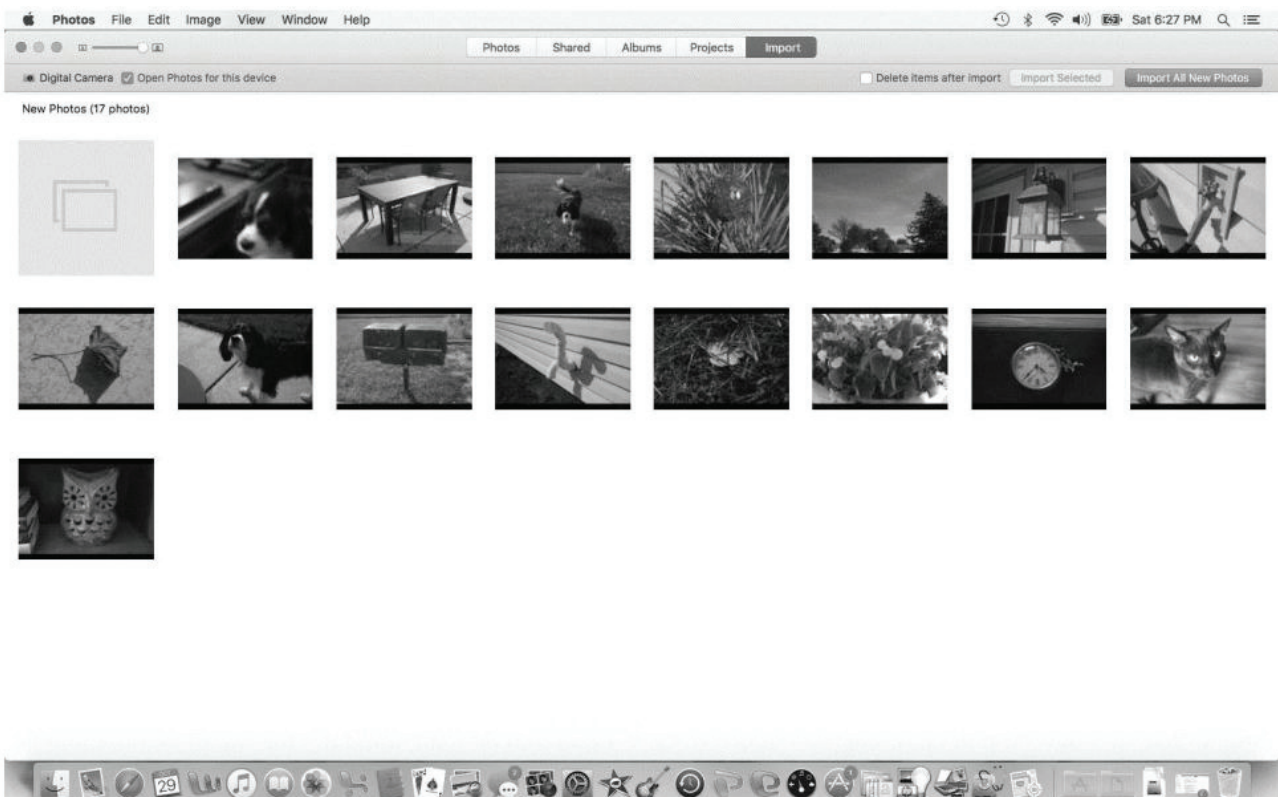 Photos File Edit Image View Window Help Sat 6:27 PM
Photos Shared Albums Projects Import
Digital Camera Open Photos for this device Delete items after import Import Selected Import All New Photos
New Photos (17 photos)
29